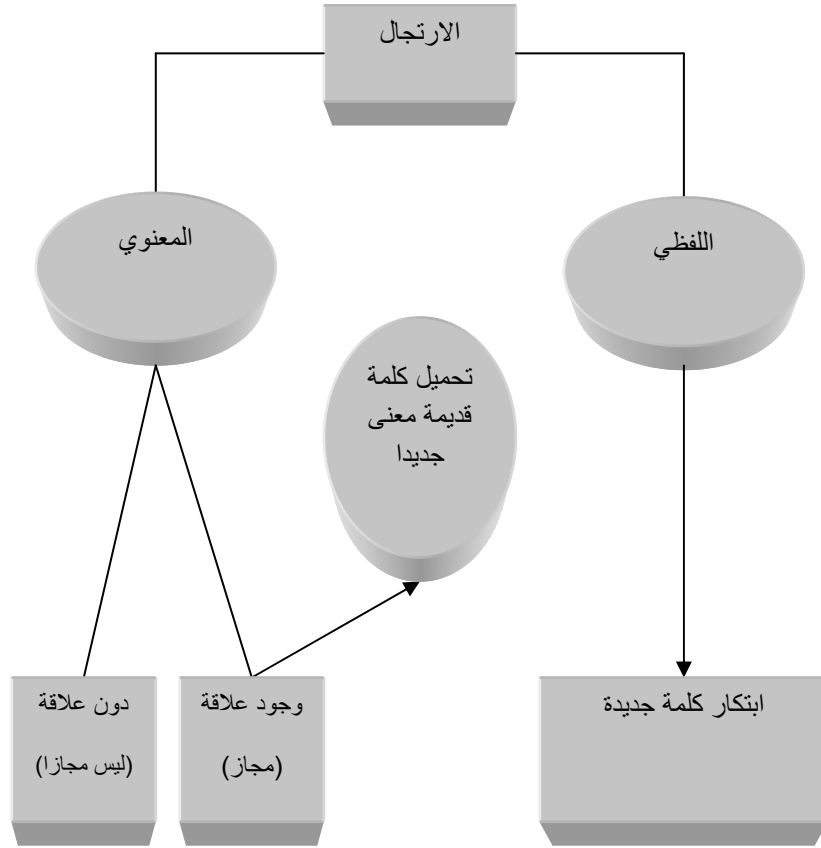 الارتجال
اللفظي
المعنوي
تحميل كلمة
قديمة معنى
جديدا
ابتكار كلمة جديدة
وجود علاقة
(مجاز)
دون علاقة
(ليس مجازا)